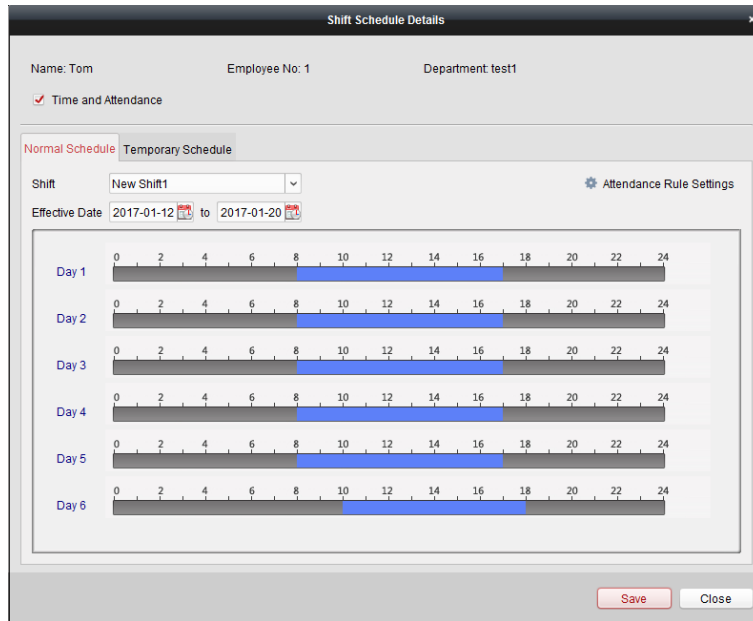 Shift Schedule Details
Name: Tom Employee No: 1 Department: test1
Time and Attendance
Normal Schedule Temporary Schedule
Shift New Shift1 Attendance Rule Settings
Effective Date 2017-01-12 to 2017-01-20
0 2 4 6 8 10 12 14 16 18 20 22 24
Day 1
0 2 4 6 8 10 12 14 16 18 20 22 24
Day 2
0 2 4 6 8 10 12 14 16 18 20 22 24
Day 3
0 2 4 6 8 10 12 14 16 18 20 22 24
Day 4
0 2 4 6 8 10 12 14 16 18 20 22 24
Day 5
0 2 4 6 8 10 12 14 16 18 20 22 24
Day 6
Save Close